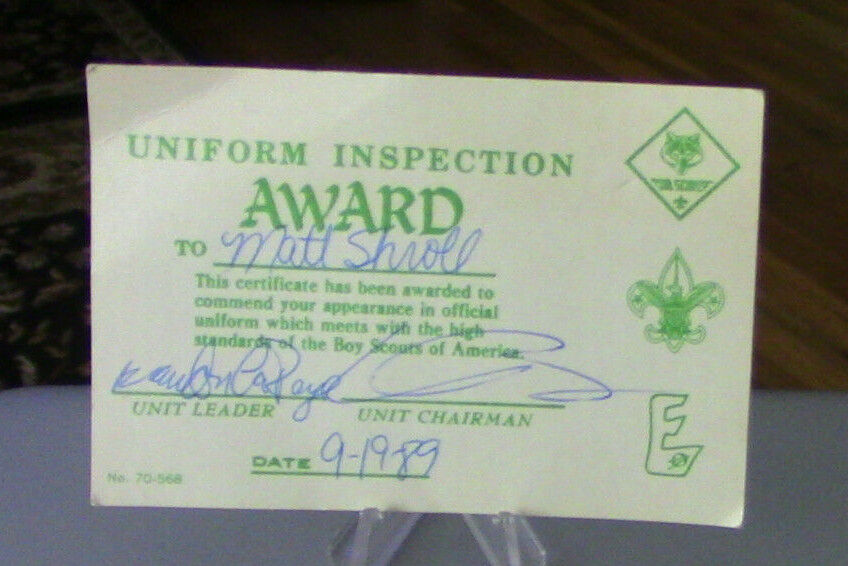 UNIFORM INSPECTION
AWARD
TO Matt Shroll
This certificate has been awarded to
commend your appearance in official
uniform which meets with the high
standards of the Boy Scouts of America.
UNIT LEADER UNIT CHAIRMAN
DATE 9-1989
No. 70-568
CUB SCOUTS
E